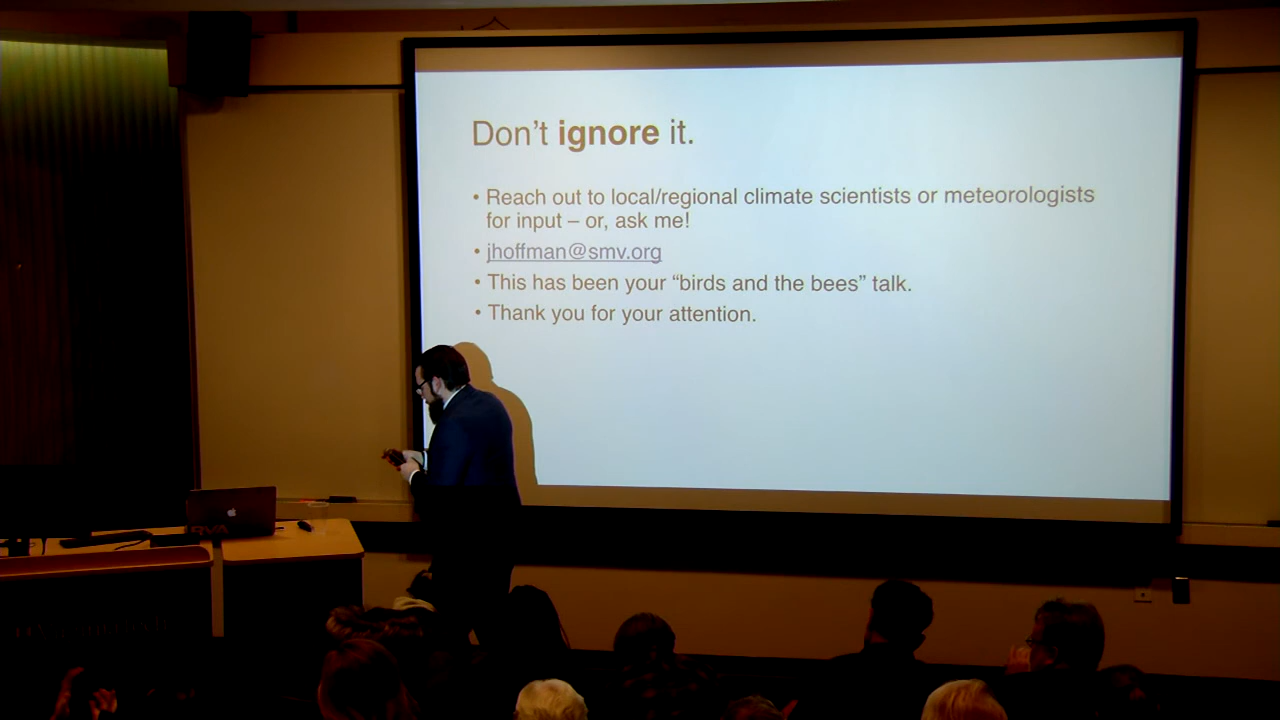 Don't ignore it.
• Reach out to local/regional climate scientists or meteorologists
for input – or, ask me!
• jhoffman@smv.org
• This has been your “birds and the bees” talk.
• Thank you for your attention.
RVA